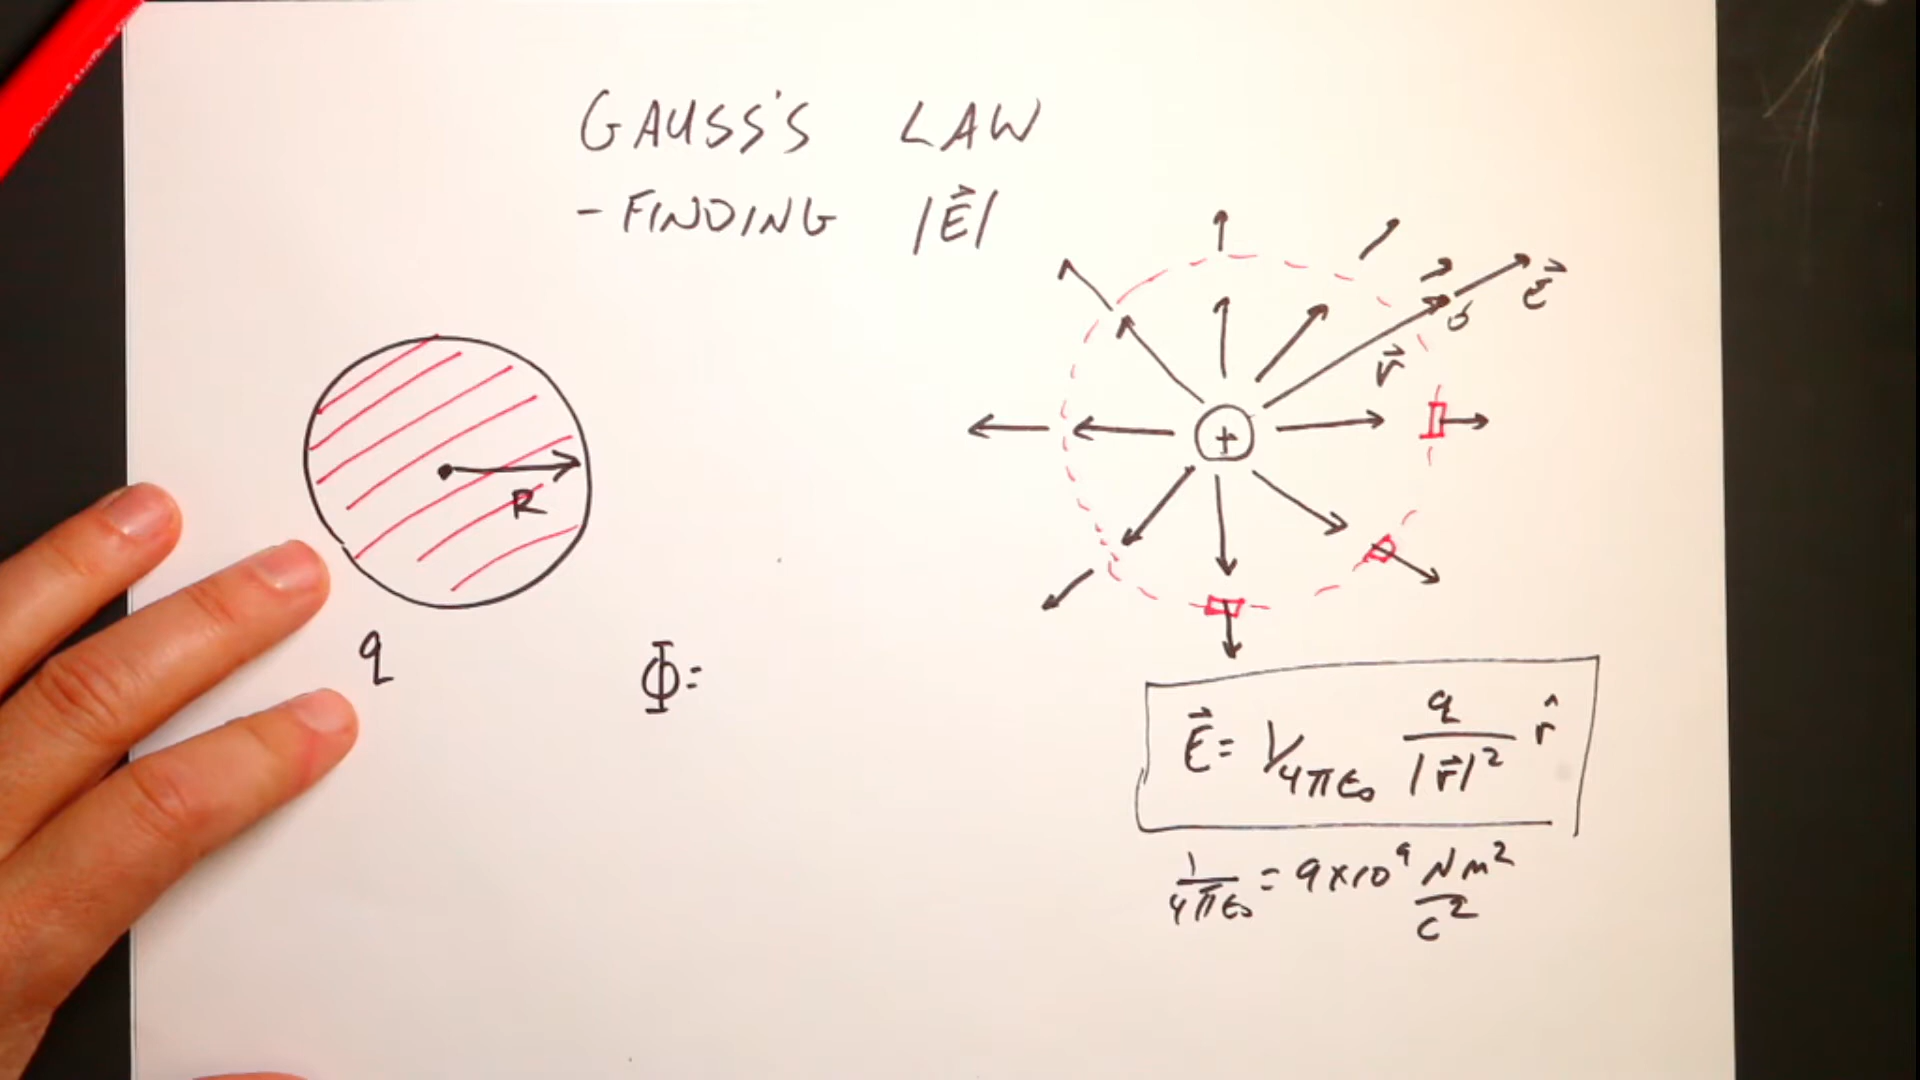 GAUSS'S LAW
- FINDING |E⃗|
E⃗
r⃗
+
R
q
Φ=
E⃗ = 1/4πε₀ q/|r⃗|² r̂
1/4πε₀ = 9×10⁹ Nm²/C²